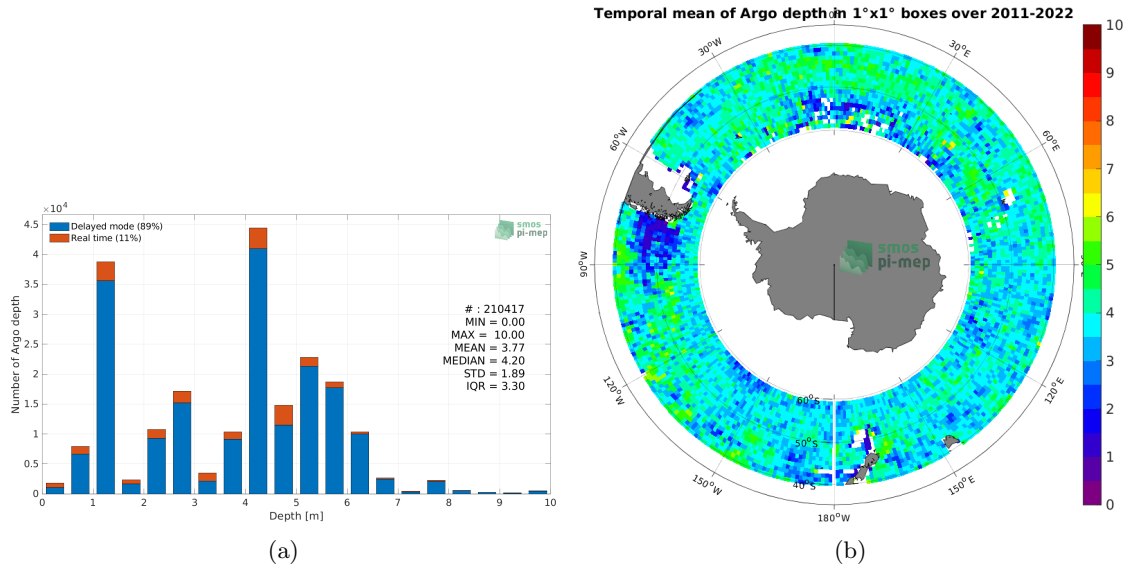 Temporal mean of Argo depth in 1°x1° boxes over 2011-2022
×10⁴
4.5
4
3.5
3
2.5
2
1.5
1
0.5
0
Number of Argo depth
Delayed mode (89%)
Real time (11%)
smos
pi-mep
# : 210417
MIN = 0.00
MAX = 10.00
MEAN = 3.77
MEDIAN = 4.20
STD = 1.89
IQR = 3.30
0 1 2 3 4 5 6 7 8 9 10
Depth [m]
(a)
30°W
30°E
60°W
60°E
90°W
120°W
120°E
150°W
150°E
180°W
60°S
50°S
40°S
smos
pi-mep
10
9
8
7
6
5
4
3
2
1
0
(b)